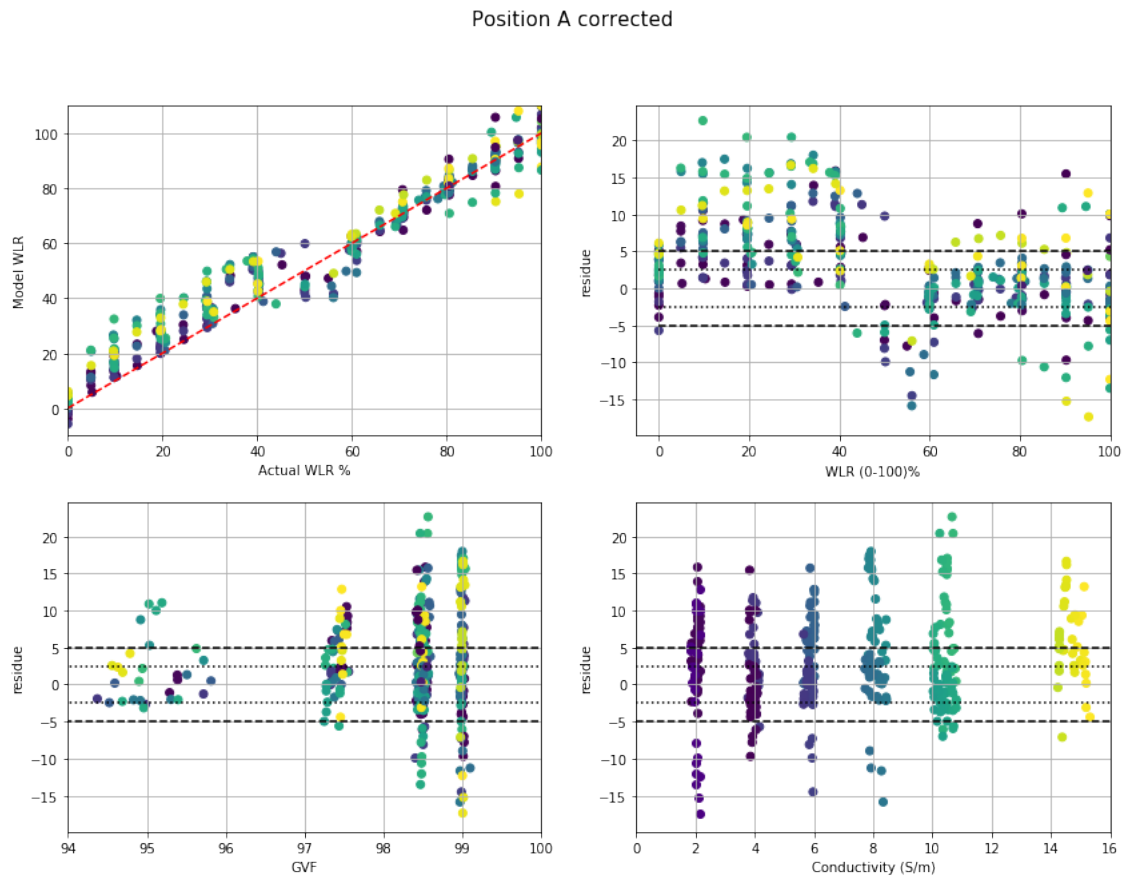 Position A corrected
Model WLR
100
80
60
40
20
0
0 20 40 60 80 100
Actual WLR %
residue
20
15
10
5
0
−5
−10
−15
0 20 40 60 80 100
WLR (0-100)%
residue
20
15
10
5
0
−5
−10
−15
94 95 96 97 98 99 100
GVF
residue
20
15
10
5
0
−5
−10
−15
0 2 4 6 8 10 12 14 16
Conductivity (S/m)